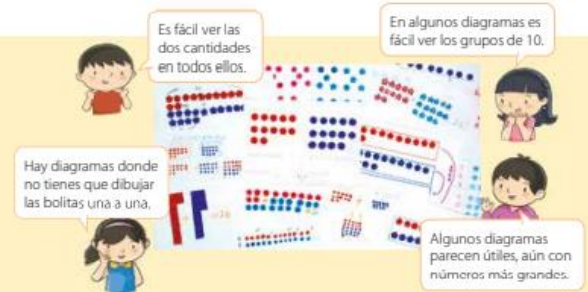 Es fácil ver las
dos cantidades
en todos ellos.
En algunos diagramas es
fácil ver los grupos de 10.
Hay diagramas donde
no tienes que dibujar
las bolitas una a una.
Algunos diagramas
parecen útiles, aún con
números más grandes.